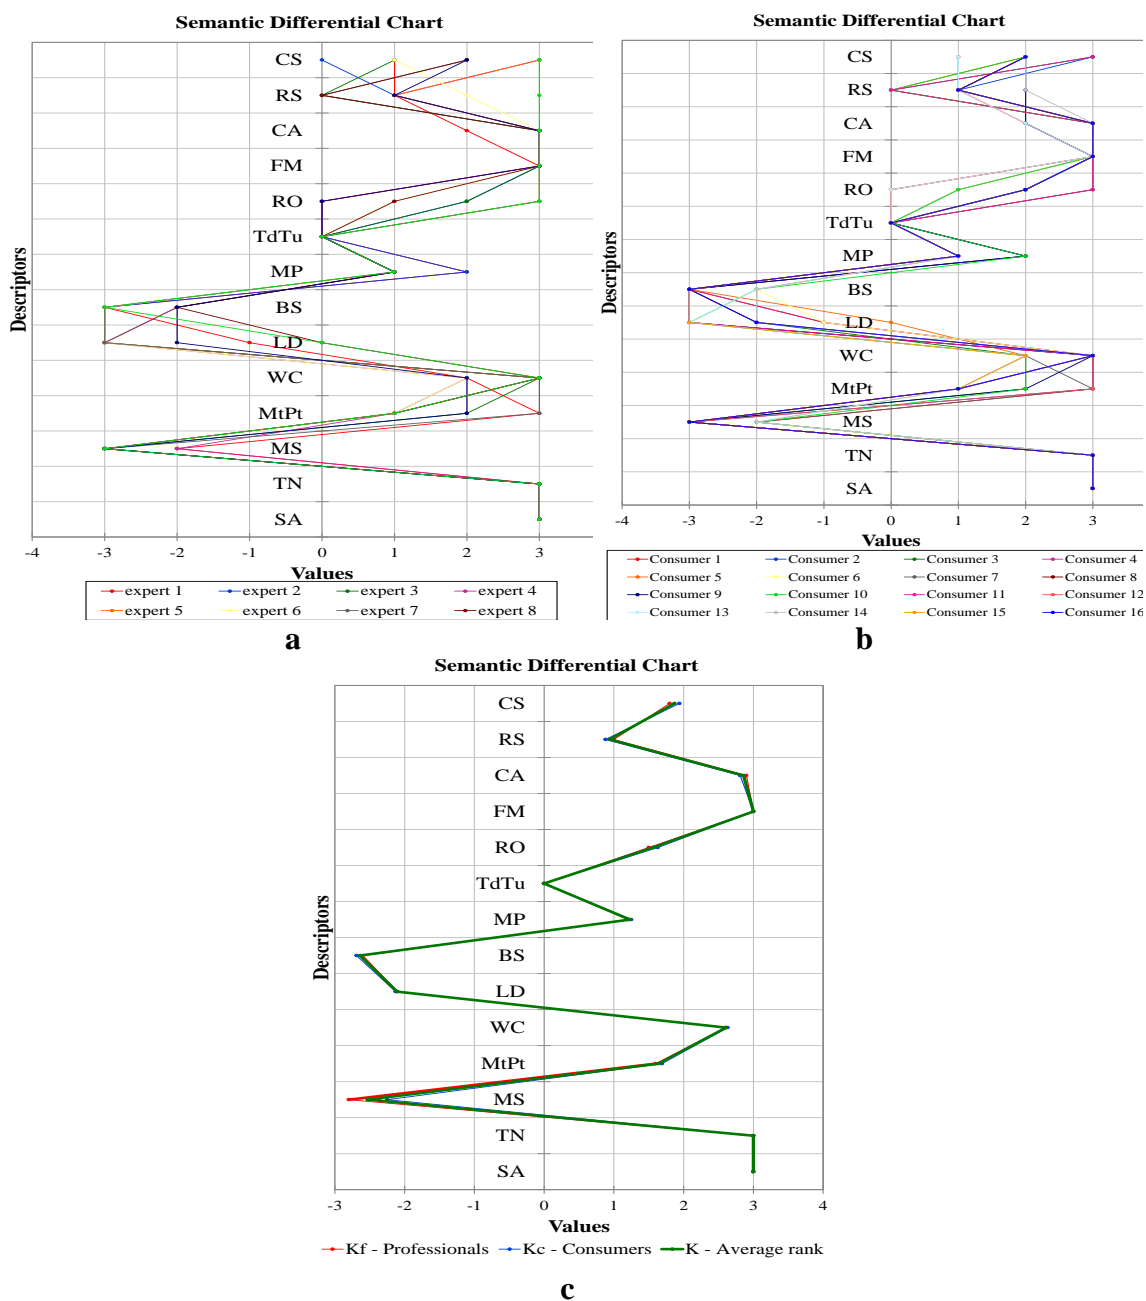 Semantic Differential Chart
Descriptors
CS
RS
CA
FM
RO
TdTu
MP
BS
LD
WC
MtPt
MS
TN
SA
-4 -3 -2 -1 0 1 2 3
Values
expert 1 expert 2 expert 3 expert 4
expert 5 expert 6 expert 7 expert 8
a
Semantic Differential Chart
Descriptors
CS
RS
CA
FM
RO
TdTu
MP
BS
LD
WC
MtPt
MS
TN
SA
-4 -3 -2 -1 0 1 2 3
Values
Consumer 1 Consumer 2 Consumer 3 Consumer 4
Consumer 5 Consumer 6 Consumer 7 Consumer 8
Consumer 9 Consumer 10 Consumer 11 Consumer 12
Consumer 13 Consumer 14 Consumer 15 Consumer 16
b
Semantic Differential Chart
Descriptors
CS
RS
CA
FM
RO
TdTu
MP
BS
LD
WC
MtPt
MS
TN
SA
-3 -2 -1 0 1 2 3 4
Values
Kf - Professionals Kc - Consumers K - Average rank
c